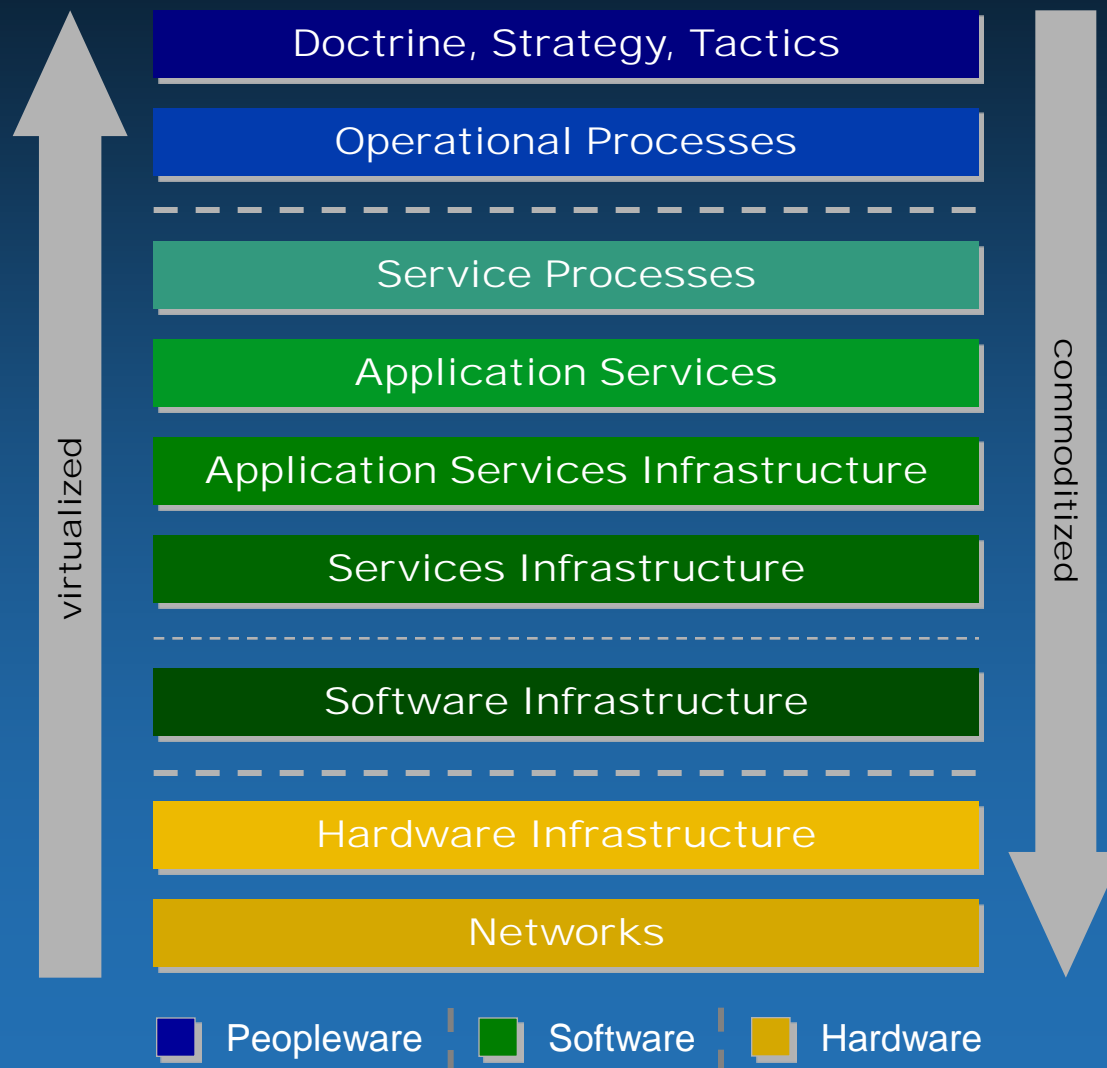 Doctrine, Strategy, Tactics
Operational Processes
Service Processes
Application Services
Application Services Infrastructure
Services Infrastructure
Software Infrastructure
Hardware Infrastructure
Networks
virtualized
commoditized
Peopleware
Software
Hardware